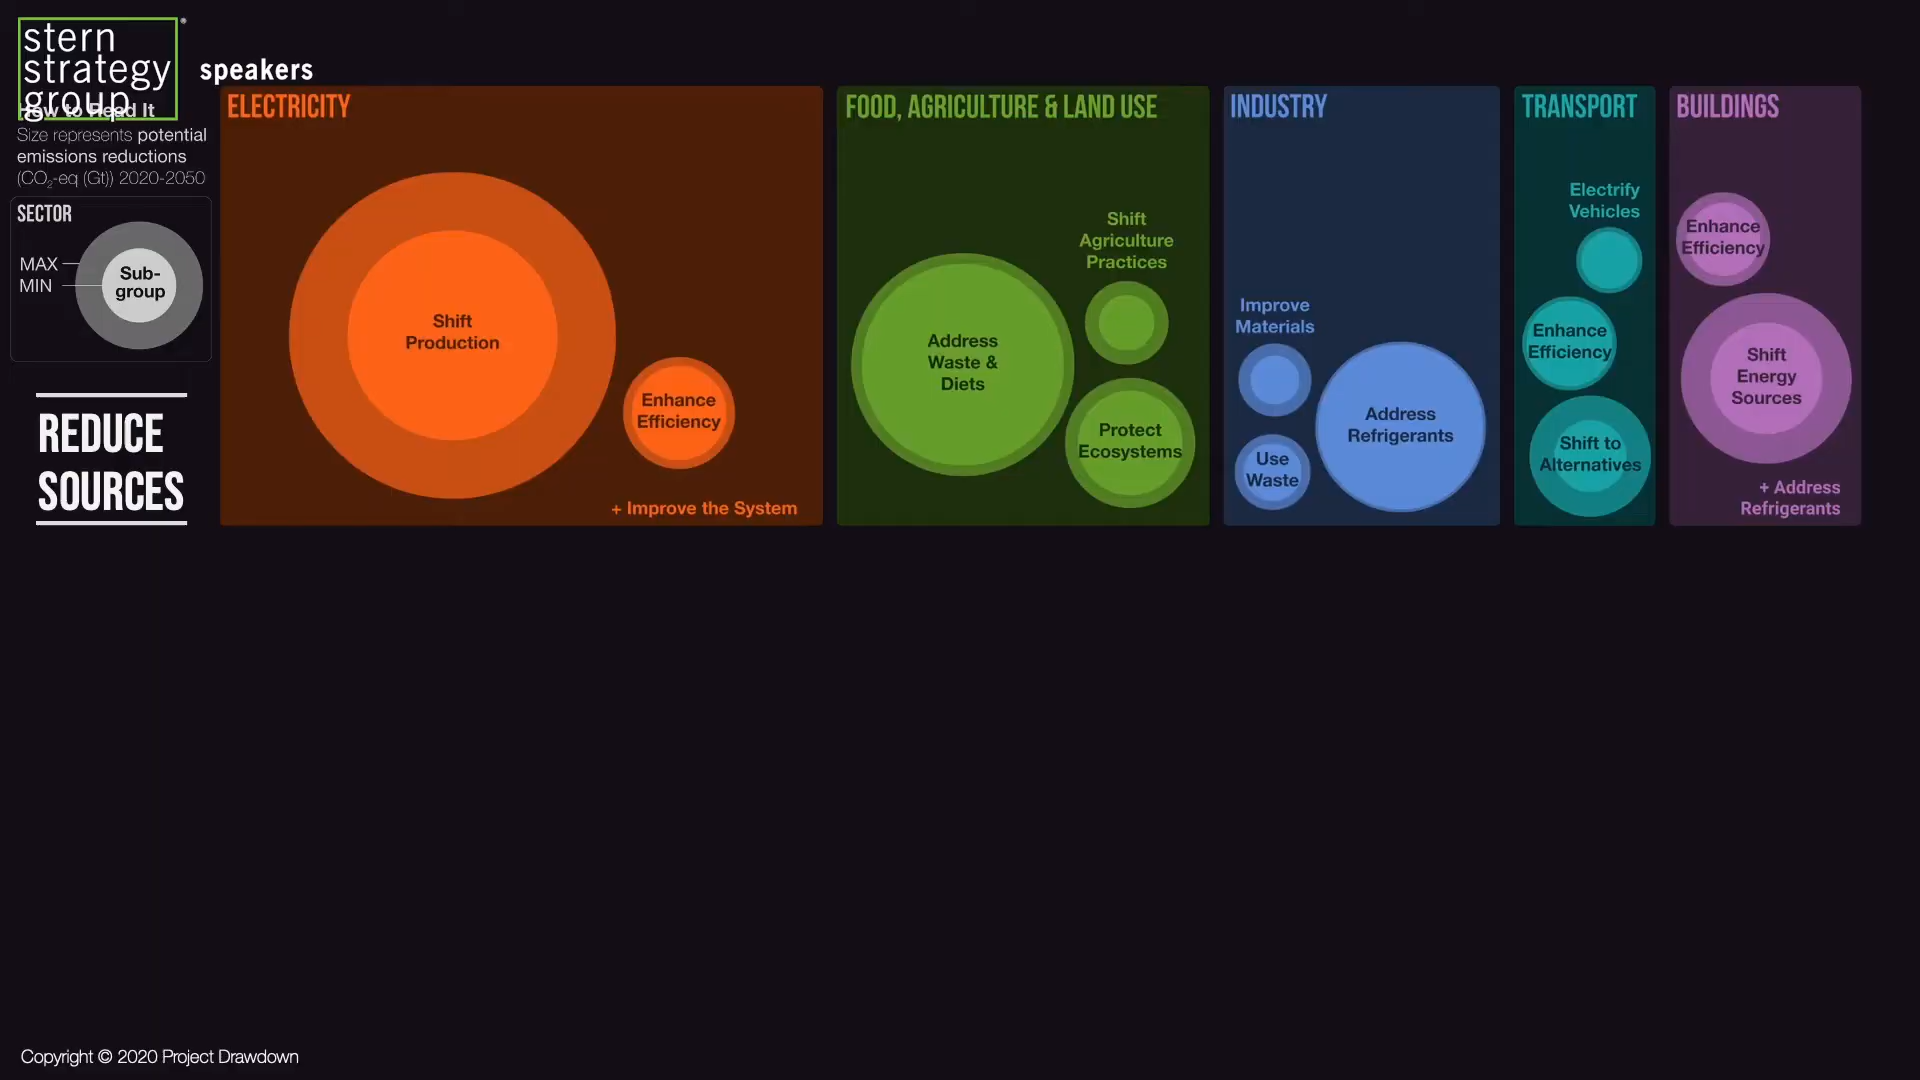 stern
strategy
group
®
speakers
How to Read It
Size represents potential
emissions reductions
(CO₂-eq (Gt)) 2020-2050
SECTOR
MAX
MIN
Sub-
group
REDUCE
SOURCES
ELECTRICITY
Shift
Production
Enhance
Efficiency
+ Improve the System
FOOD, AGRICULTURE & LAND USE
Address
Waste &
Diets
Shift
Agriculture
Practices
Protect
Ecosystems
INDUSTRY
Improve
Materials
Use
Waste
Address
Refrigerants
TRANSPORT
Electrify
Vehicles
Enhance
Efficiency
Shift to
Alternatives
BUILDINGS
Enhance
Efficiency
Shift
Energy
Sources
+ Address
Refrigerants
Copyright © 2020 Project Drawdown